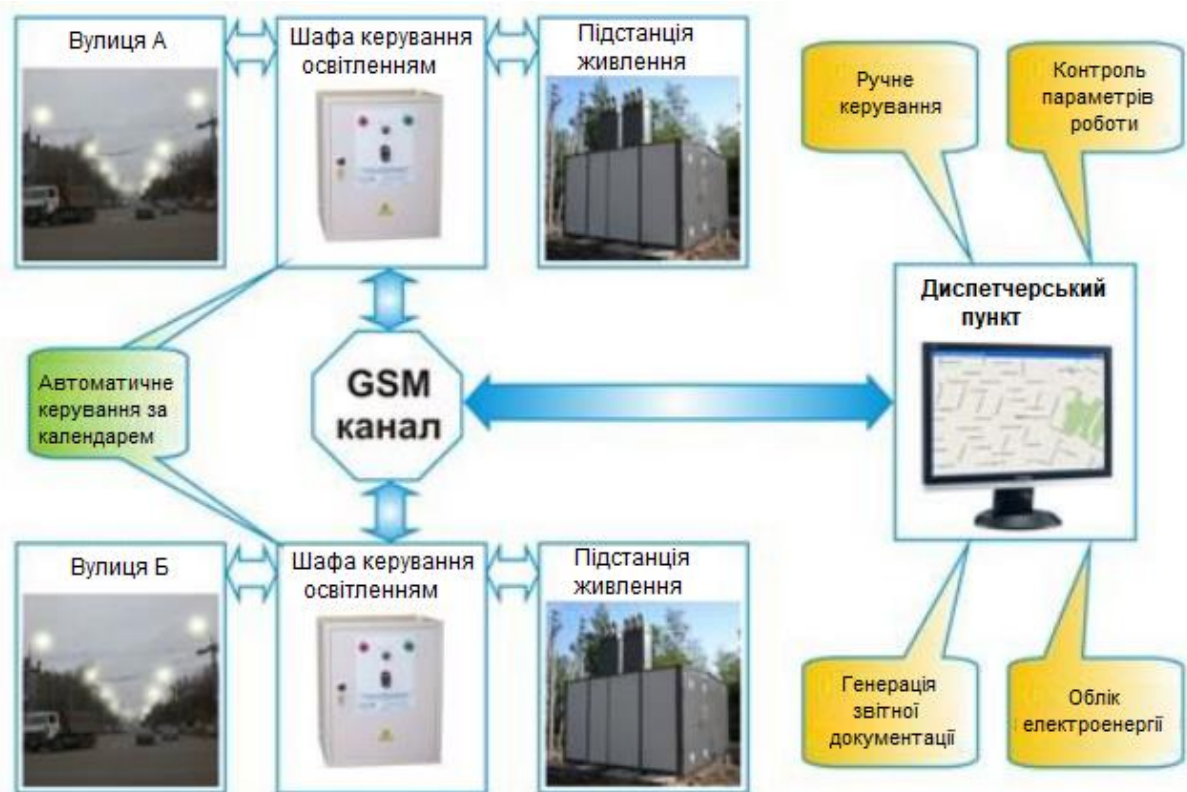 Вулиця А
Шафа керування
освітленням
Підстанція
живлення
Ручне
керування
Контроль
параметрів
роботи
Диспетчерський
пункт
Автоматичне
керування за
календарем
GSM
канал
Вулиця Б
Шафа керування
освітленням
Підстанція
живлення
Генерація
звітної
документації
Облік
електроенергії